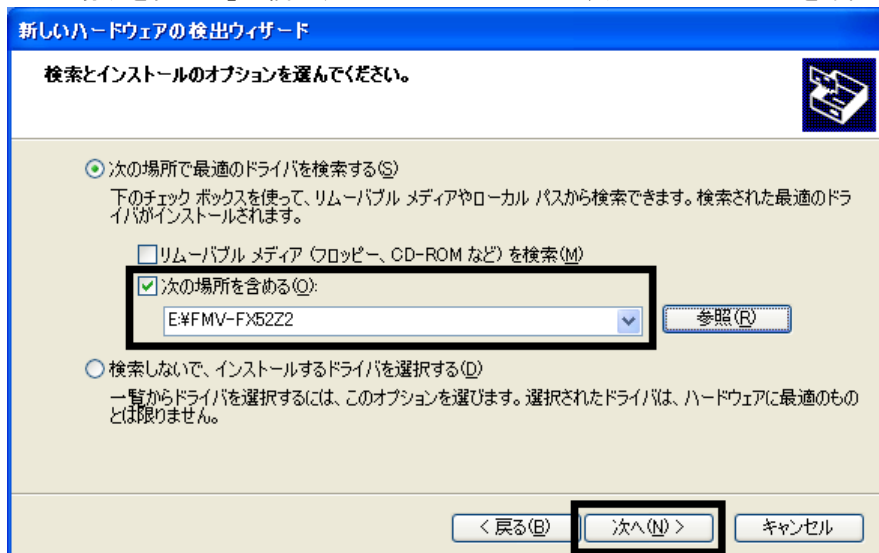 新しいハードウェアの検出ウィザード
検索とインストールのオプションを選んでください。
次の場所で最適のドライバを検索する(S)
下のチェック ボックスを使って、リムーバブル メディアやローカル パスから検索できます。検索された最適のドラ
イバがインストールされます。
リムーバブル メディア (フロッピー、CD-ROM など) を検索(M)
次の場所を含める(O):
E:¥FMV-FX52Z2
参照(R)
検索しないで、インストールするドライバを選択する(D)
一覧からドライバを選択するには、このオプションを選びます。選択されたドライバは、ハードウェアに最適のもの
とは限りません。
< 戻る(B)
次へ(N) >
キャンセル